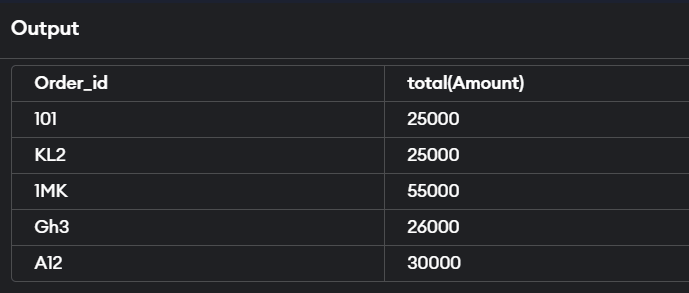 Output
Order_id total(Amount)
101 25000
KL2 25000
1MK 55000
Gh3 26000
A12 30000